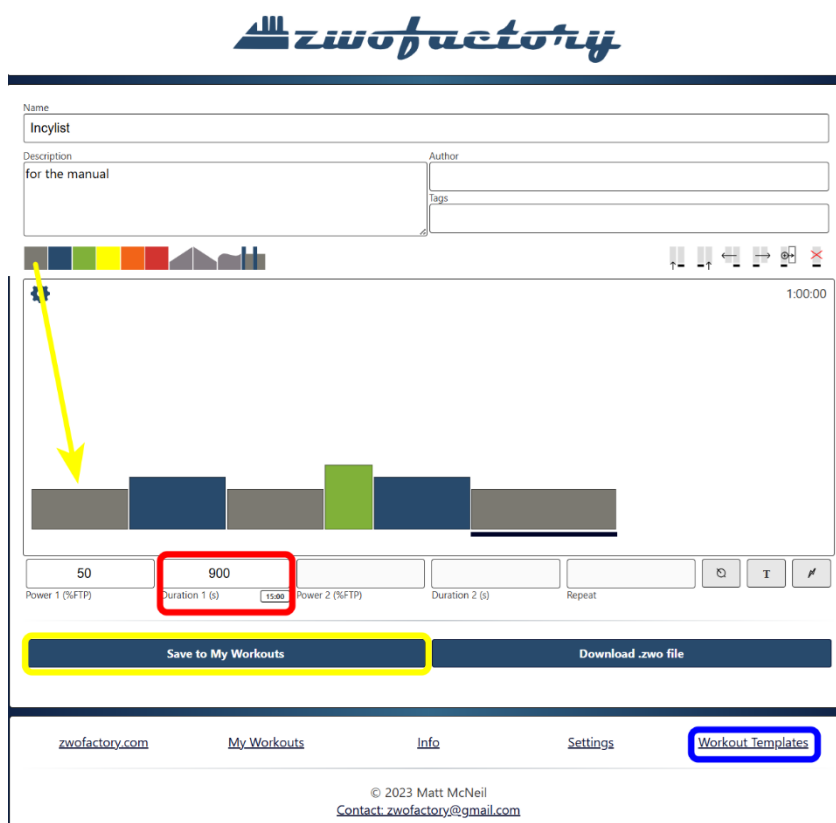 zwofactory
Name
Incylist
Description
Author
for the manual
Tags
1:00:00
50
900
T
Power 1 (%FTP)
Duration 1 (s)
15:00
Power 2 (%FTP)
Duration 2 (s)
Repeat
Save to My Workouts
Download .zwo file
zwofactory.com
My Workouts
Info
Settings
Workout Templates
© 2023 Matt McNeil
Contact: zwofactory@gmail.com